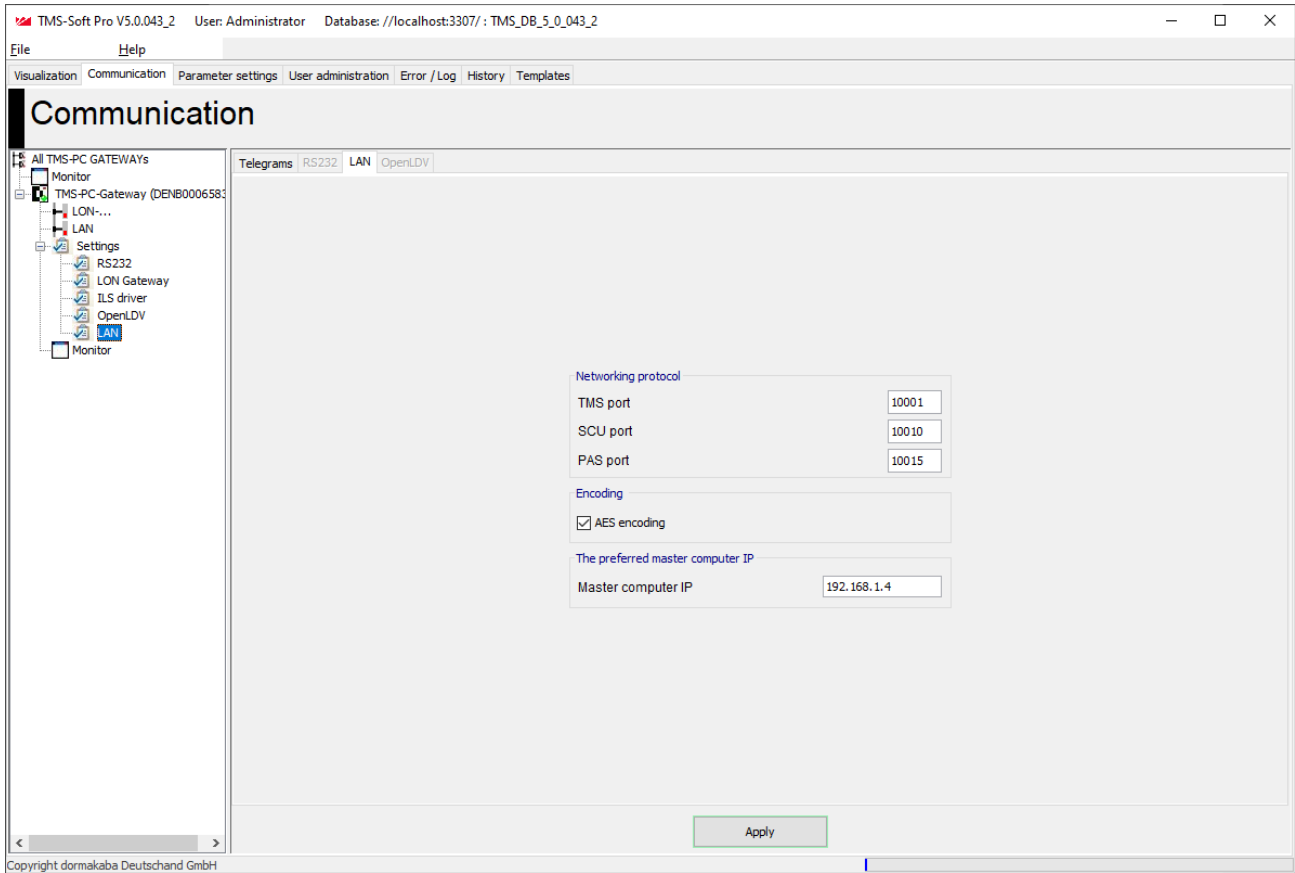 TMS-Soft Pro V5.0.043_2 User: Administrator Database: //localhost:3307/ : TMS_DB_5_0_043_2
File Help
Visualization Communication Parameter settings User administration Error / Log History Templates
Communication
All TMS-PC GATEWAYs
Monitor
TMS-PC-Gateway (DENB0006583
LON-...
LAN
Settings
RS232
LON Gateway
ILS driver
OpenLDV
LAN
Monitor
Telegrams RS232 LAN OpenLDV
Networking protocol
TMS port 10001
SCU port 10010
PAS port 10015
Encoding
AES encoding
The preferred master computer IP
Master computer IP 192.168.1.4
Apply
Copyright dormakaba Deutschand GmbH